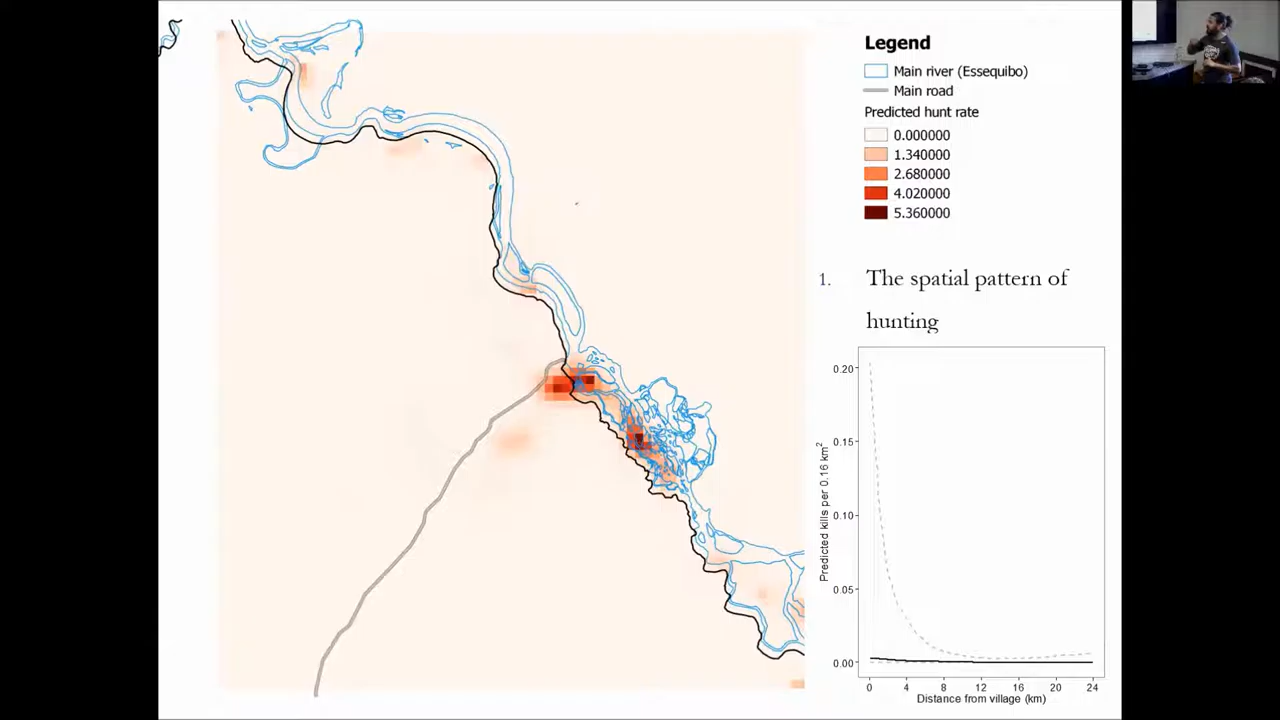 Legend
Main river (Essequibo)
Main road
Predicted hunt rate
0.000000
1.340000
2.680000
4.020000
5.360000
1. The spatial pattern of
hunting
Predicted kills per 0.16 km²
0.20
0.15
0.10
0.05
0.00
0 4 8 12 16 20 24
Distance from village (km)